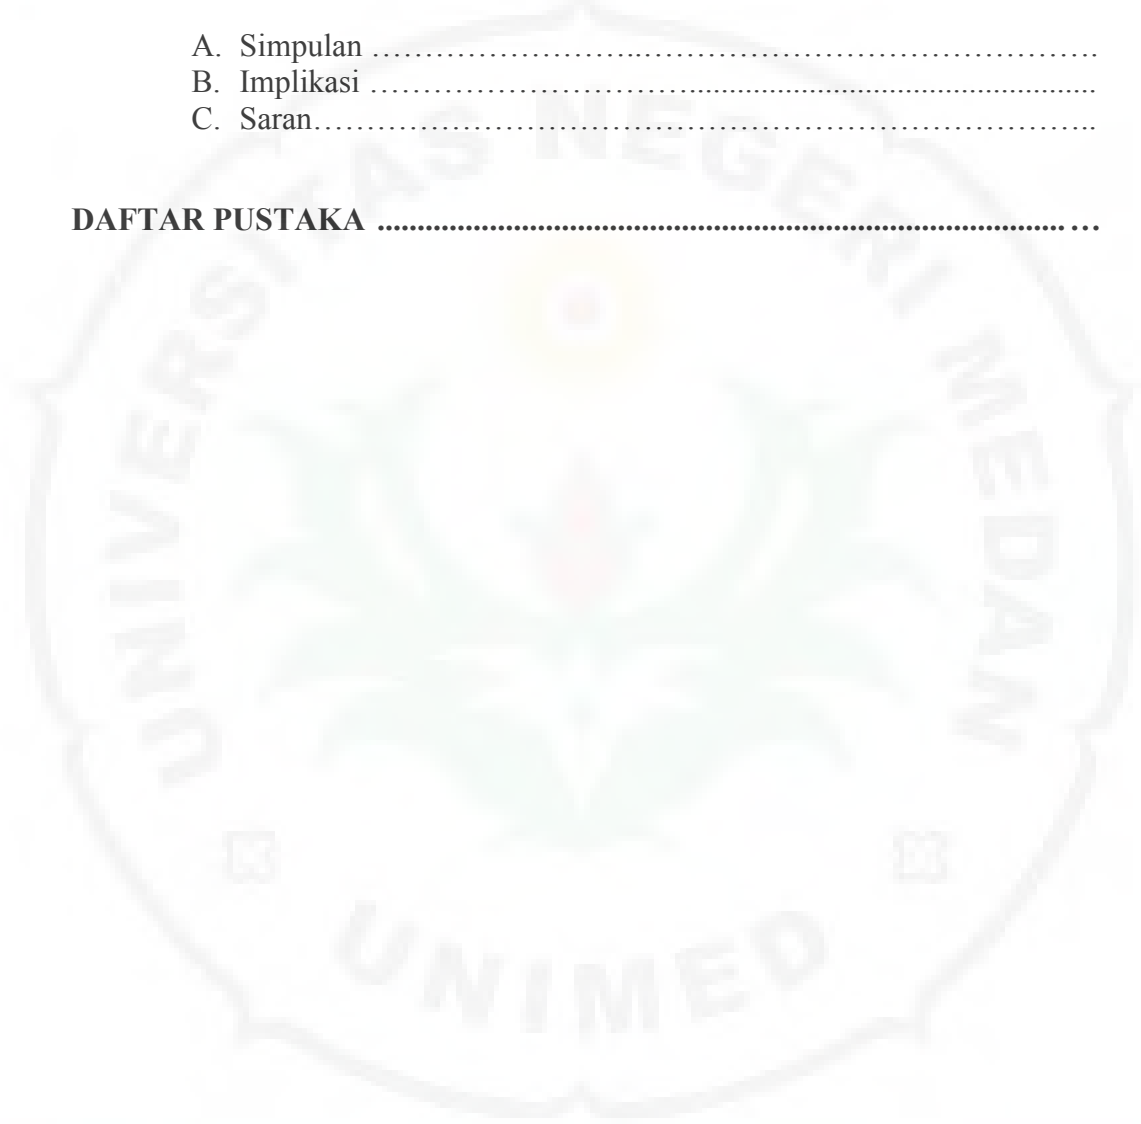 A. Simpulan ……………………..…………………………………….
B. Implikasi …………………………..................................................
C. Saran………………………………………………………………..
DAFTAR PUSTAKA ...................................................................................... …
UNIVERSITAS NEGERI MEDAN
UNIMED